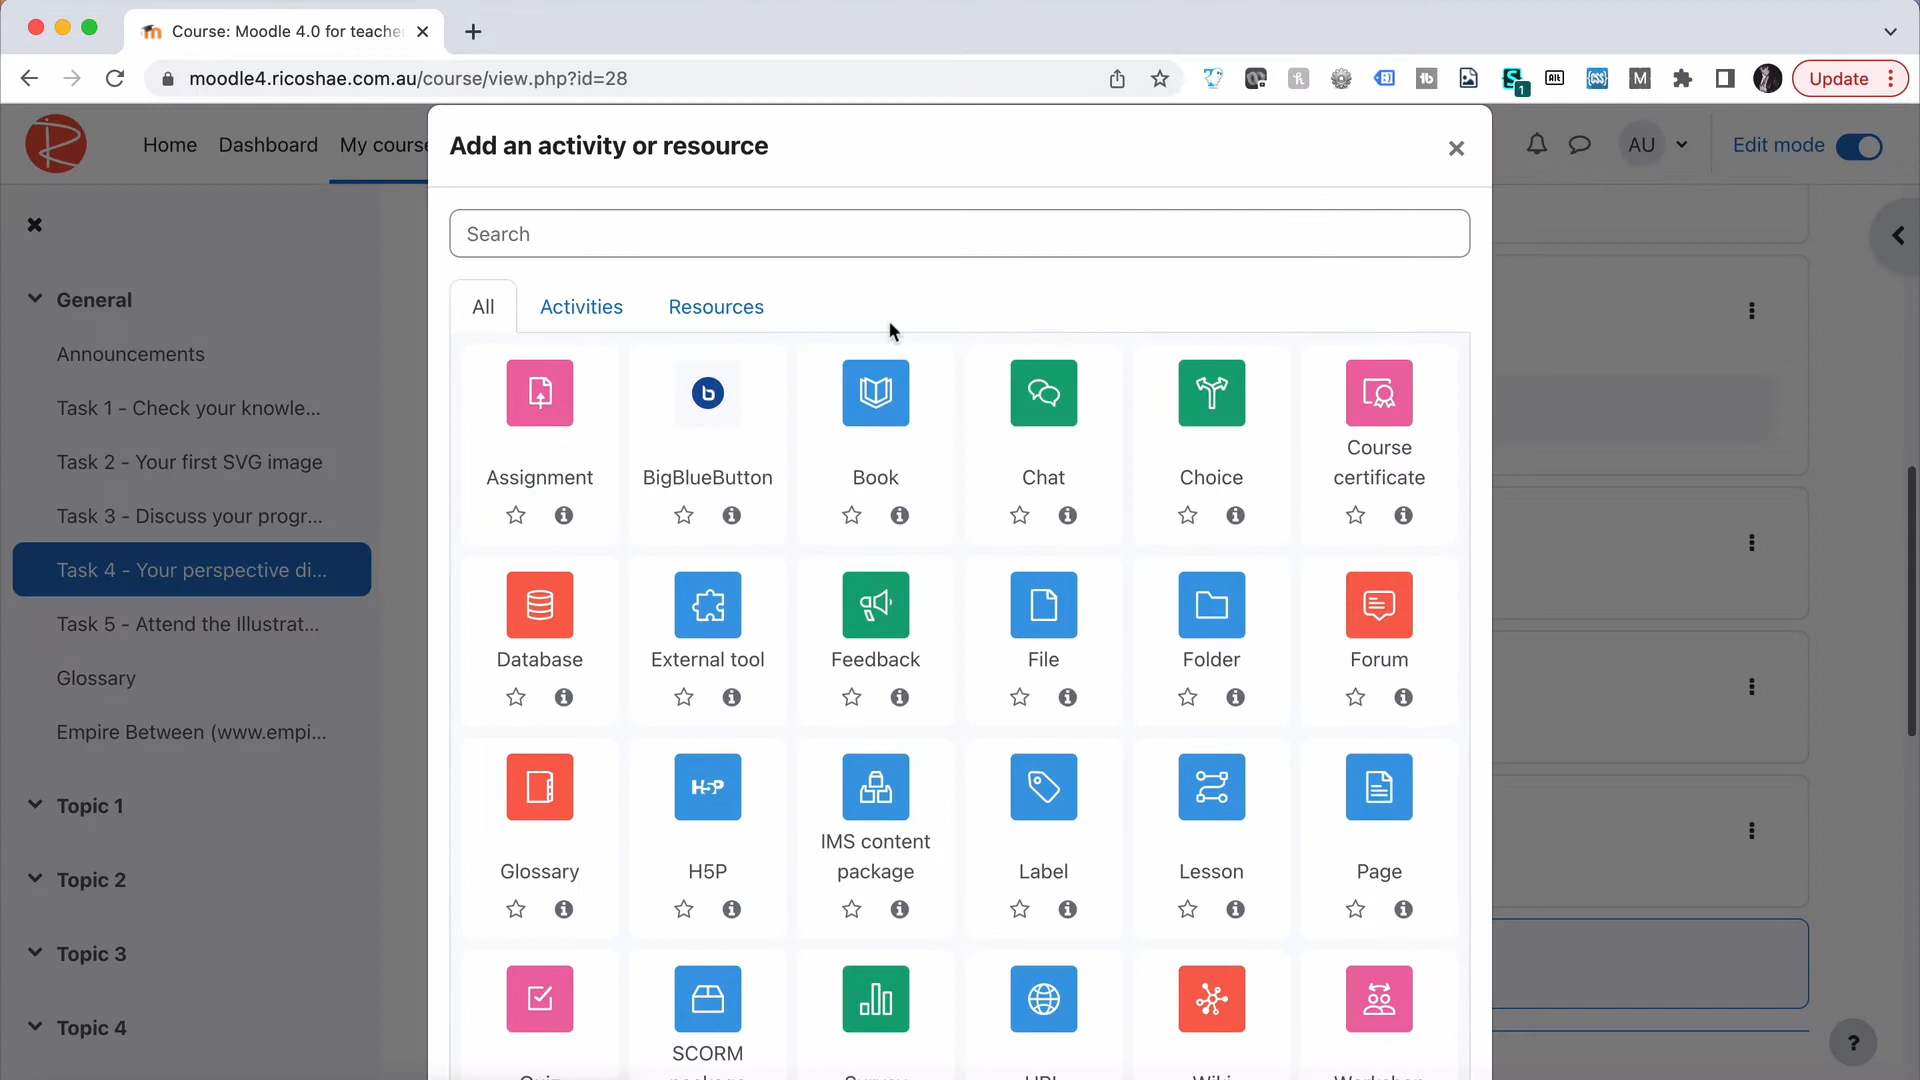 Course: Moodle 4.0 for teache
moodle4.ricoshae.com.au/course/view.php?id=28
Update
Home
Dashboard
My course
Add an activity or resource
AU
Edit mode
Search
All
Activities
Resources
General
Announcements
Task 1 - Check your knowle...
Task 2 - Your first SVG image
Task 3 - Discuss your progr...
Task 4 - Your perspective di...
Task 5 - Attend the Illustrat...
Glossary
Empire Between (www.empi...
Topic 1
Topic 2
Topic 3
Topic 4
Assignment
BigBlueButton
Book
Chat
Choice
Course
certificate
Database
External tool
Feedback
File
Folder
Forum
Glossary
H5P
IMS content
package
Label
Lesson
Page
SCORM